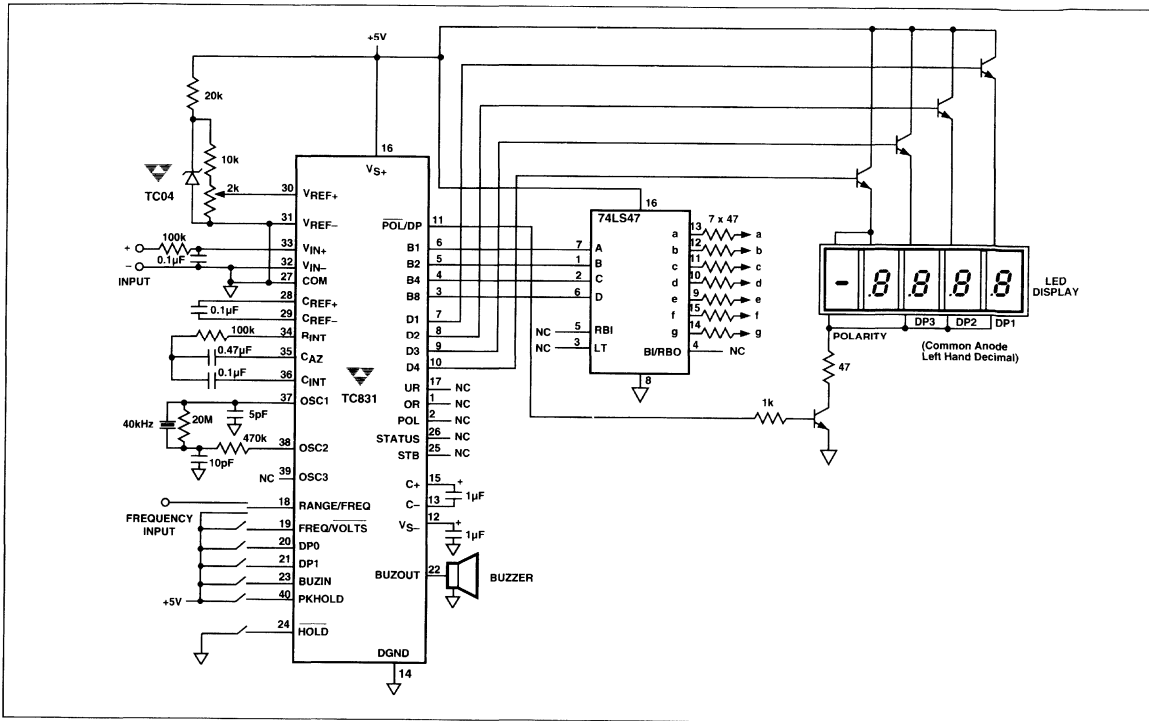 +5V
20k
10k
2k
TC04
100k
+
–
INPUT
0.1µF
0.1µF
100k
0.47µF
0.1µF
40kHz
20M
5pF
470k
10pF
NC
FREQUENCY
INPUT
+5V
16
VS+
30 VREF+
31 VREF–
33 VIN+
32 VIN–
27 COM
28 CREF+
29 CREF–
34 RINT
35 CAZ
36 CINT
37 OSC1
38 OSC2
39 OSC3
18 RANGE/FREQ
19 FREQ/VOLTS
20 DP0
21 DP1
23 BUZIN
40 PKHOLD
24 HOLD
TC831
POL/DP 11
B1 6
B2 5
B4 4
B8 3
D1 7
D2 8
D3 9
D4 10
UR 17 NC
OR 1 NC
POL 2 NC
STATUS 26 NC
STB 25 NC
C+ 15
+
1µF
C– 13
VS– 12
+
1µF
BUZOUT 22
BUZZER
DGND
14
16
74LS47
7 A
1 B
2 C
6 D
NC 5 RBI
NC 3 LT
a 13 a
7 x 47
b 12 b
c 11 c
d 10 d
e 9 e
f 15 f
g 14 g
BI/RBO 4 NC
8
- .8 .8 .8 .8
LED
DISPLAY
POLARITY
DP3 DP2 DP1
(Common Anode
Left Hand Decimal)
47
1k